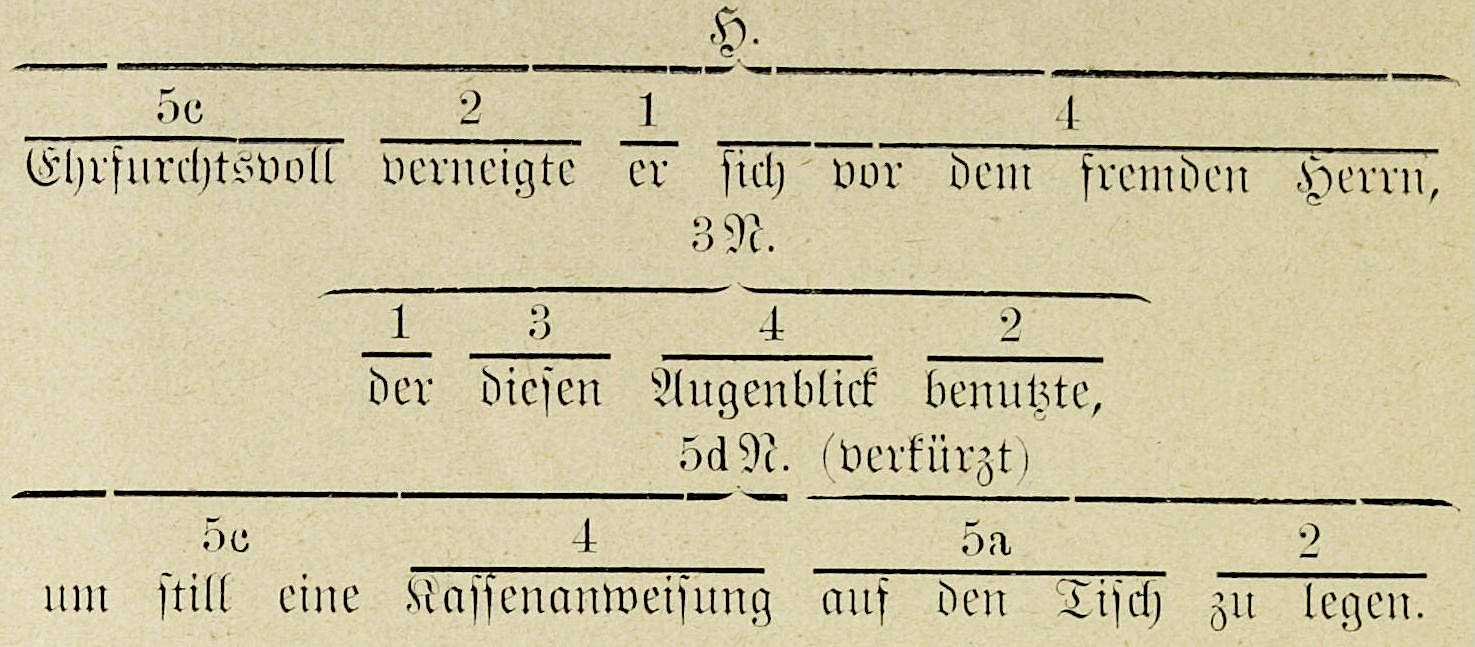 H.
5c 2 1 4
Ehrfurchtsvoll verneigte er sich vor dem fremden Herrn,
3 N.
1 3 4 2
der diesen Augenblick benutzte,
5d N. (verkürzt)
5c 4 5a 2
um still eine Kassenanweisung auf den Tisch zu legen.